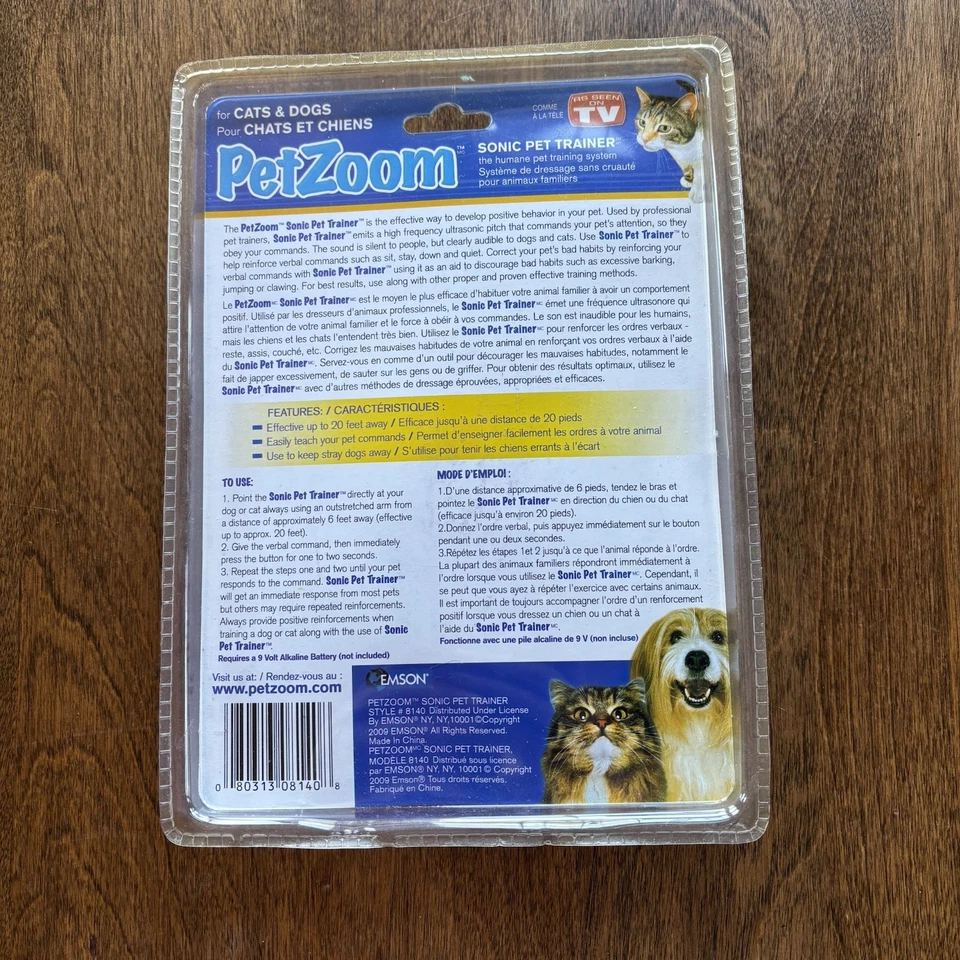 for CATS & DOGS
Pour CHATS ET CHIENS
COMME
À LA TÉLÉ
AS SEEN
ON
TV
PetZoom™
SONIC PET TRAINER™
the humane pet training system
Système de dressage sans cruauté
pour animaux familiers
The PetZoom™ Sonic Pet Trainer™ is the effective way to develop positive behavior in your pet. Used by professional
pet trainers, Sonic Pet Trainer™ emits a high frequency ultrasonic pitch that commands your pet's attention, so they
obey your commands. The sound is silent to people, but clearly audible to dogs and cats. Use Sonic Pet Trainer™ to
help reinforce verbal commands such as sit, stay, down and quiet. Correct your pet's bad habits by reinforcing your
verbal commands with Sonic Pet Trainer™ using it as an aid to discourage bad habits such as excessive barking,
jumping or clawing. For best results, use along with other proper and proven effective training methods.
Le PetZoom MC Sonic Pet Trainer MC est le moyen le plus efficace d'habituer votre animal familier à avoir un comportement
positif. Utilisé par les dresseurs d'animaux professionnels, le Sonic Pet Trainer MC émet une fréquence ultrasonore qui
attire l'attention de votre animal familier et le force à obéir à vos commandes. Le son est inaudible pour les humains,
mais les chiens et les chats l'entendent très bien. Utilisez le Sonic Pet Trainer MC pour renforcer les ordres verbaux -
reste, assis, couché, etc. Corrigez les mauvaises habitudes de votre animal en renforçant vos ordres verbaux à l'aide
du Sonic Pet Trainer MC. Servez-vous en comme d'un outil pour décourager les mauvaises habitudes, notamment le
fait de japper excessivement, de sauter sur les gens ou de griffer. Pour obtenir des résultats optimaux, utilisez le
Sonic Pet Trainer MC avec d'autres méthodes de dressage éprouvées, appropriées et efficaces.
FEATURES: / CARACTÉRISTIQUES :
Effective up to 20 feet away / Efficace jusqu'à une distance de 20 pieds
Easily teach your pet commands / Permet d'enseigner facilement les ordres à votre animal
Use to keep stray dogs away / S'utilise pour tenir les chiens errants à l'écart
TO USE:
1. Point the Sonic Pet Trainer™ directly at your
dog or cat always using an outstretched arm from
a distance of approximately 6 feet away (effective
up to approx. 20 feet).
2. Give the verbal command, then immediately
press the button for one to two seconds.
3. Repeat the steps one and two until your pet
responds to the command. Sonic Pet Trainer™
will get an immediate response from most pets
but others may require repeated reinforcements.
Always provide positive reinforcements when
training a dog or cat along with the use of Sonic
Pet Trainer™.
Requires a 9 Volt Alkaline Battery (not included)
MODE D'EMPLOI :
1.D'une distance approximative de 6 pieds, tendez le bras et
pointez le Sonic Pet Trainer MC en direction du chien ou du chat
(efficace jusqu'à environ 20 pieds).
2.Donnez l'ordre verbal, puis appuyez immédiatement sur le bouton
pendant une ou deux secondes.
3.Répétez les étapes 1et 2 jusqu'à ce que l'animal réponde à l'ordre.
La plupart des animaux familiers répondront immédiatement à
l'ordre lorsque vous utilisez le Sonic Pet Trainer MC. Cependant, il
se peut que vous ayez à répéter l'exercice avec certains animaux.
Il est important de toujours accompagner l'ordre d'un renforcement
positif lorsque vous dressez un chien ou un chat à
l'aide du Sonic Pet Trainer MC.
Fonctionne avec une pile alcaline de 9 V (non incluse)
Visit us at: / Rendez-vous au :
www.petzoom.com
0 80313 08140 8
EMSON®
PETZOOM™ SONIC PET TRAINER
STYLE # 8140 Distributed Under License
By EMSON® NY, NY,10001©Copyright
2009 EMSON® All Rights Reserved.
Made In China.
PETZOOM MC SONIC PET TRAINER,
MODÈLE 8140 Distribué sous licence
par EMSON® NY, NY, 10001© Copyright
2009 Emson® Tous droits réservés.
Fabriqué en Chine.